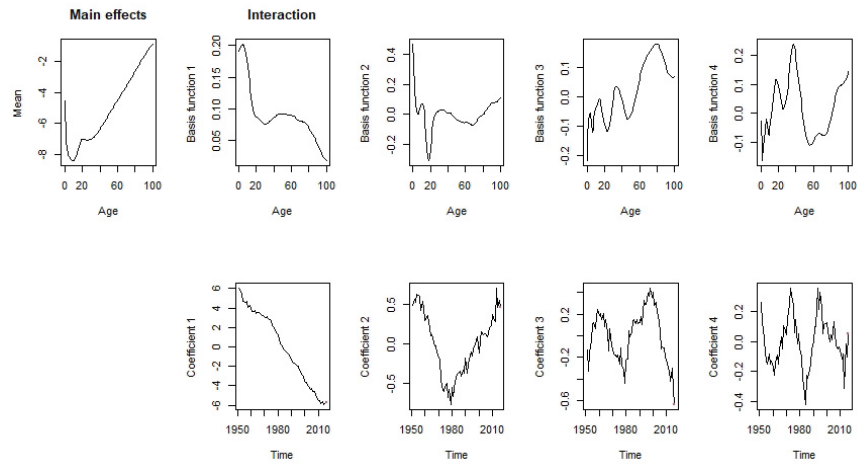 Main effects Interaction
Mean
-8 -6 -4 -2
0 20 60 100
Age
Basis function 1
0.05 0.10 0.15 0.20
0 20 60 100
Age
Basis function 2
-0.2 0.0 0.2 0.4
0 20 60 100
Age
Basis function 3
-0.2 -0.1 0.0 0.1
0 20 60 100
Age
Basis function 4
-0.1 0.0 0.1 0.2
0 20 60 100
Age
Coefficient 1
-6 -4 -2 0 2 4 6
1950 1980 2010
Time
Coefficient 2
-0.5 0.0 0.5
1950 1980 2010
Time
Coefficient 3
-0.6 -0.2 0.2
1950 1980 2010
Time
Coefficient 4
-0.4 -0.2 0.0 0.2
1950 1980 2010
Time